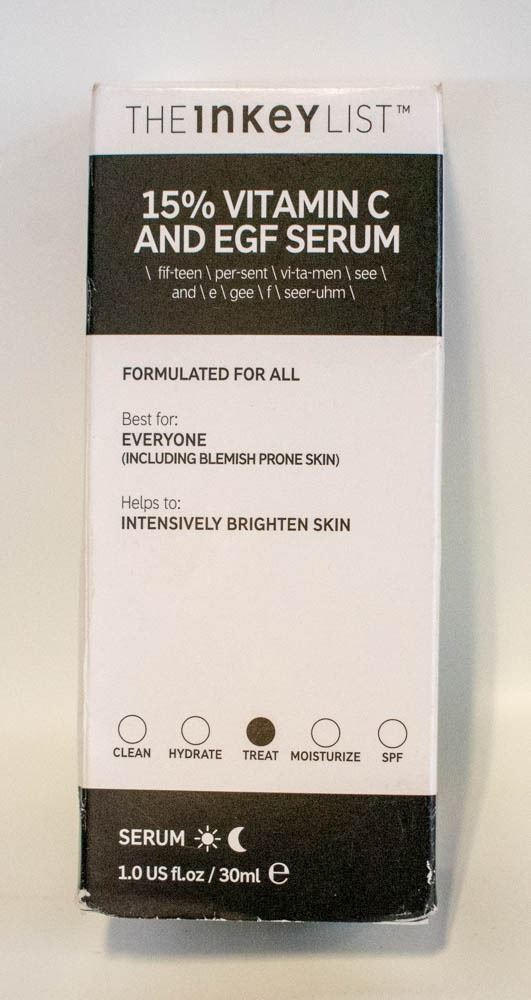 THE INKEY LIST™
15% VITAMIN C
AND EGF SERUM
\ fif-teen \ per-sent \ vi-ta-men \ see \
and \ e \ gee \ f \ seer-uhm \
FORMULATED FOR ALL
Best for:
EVERYONE
(INCLUDING BLEMISH PRONE SKIN)
Helps to:
INTENSIVELY BRIGHTEN SKIN
CLEAN HYDRATE TREAT MOISTURIZE SPF
SERUM
1.0 US fl.oz / 30ml ℮